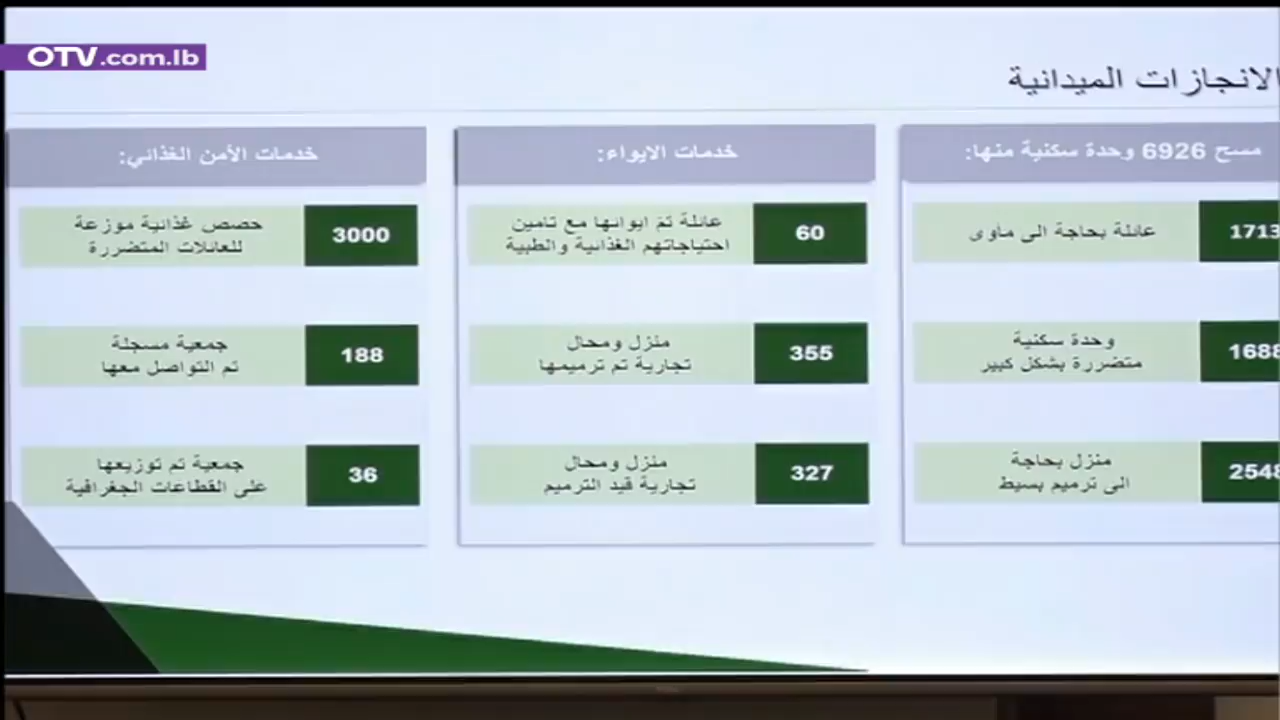 OTV.com.lb
الانجازات الميدانية
مسح 6926 وحدة سكنية منها:
1713
عائلة بحاجة الى ماوى
1688
وحدة سكنية
متضررة بشكل كبير
2548
منزل بحاجة
الى ترميم بسيط
خدمات الايواء:
60
عائلة تم ايوائها مع تامين
احتياجاتهم الغذائية والطبية
355
منزل ومحال
تجارية تم ترميمها
327
منزل ومحال
تجارية قيد الترميم
خدمات الأمن الغذائي:
3000
حصص غذائية موزعة
للعائلات المتضررة
188
جمعية مسجلة
تم التواصل معها
36
جمعية تم توزيعها
على القطاعات الجغرافية